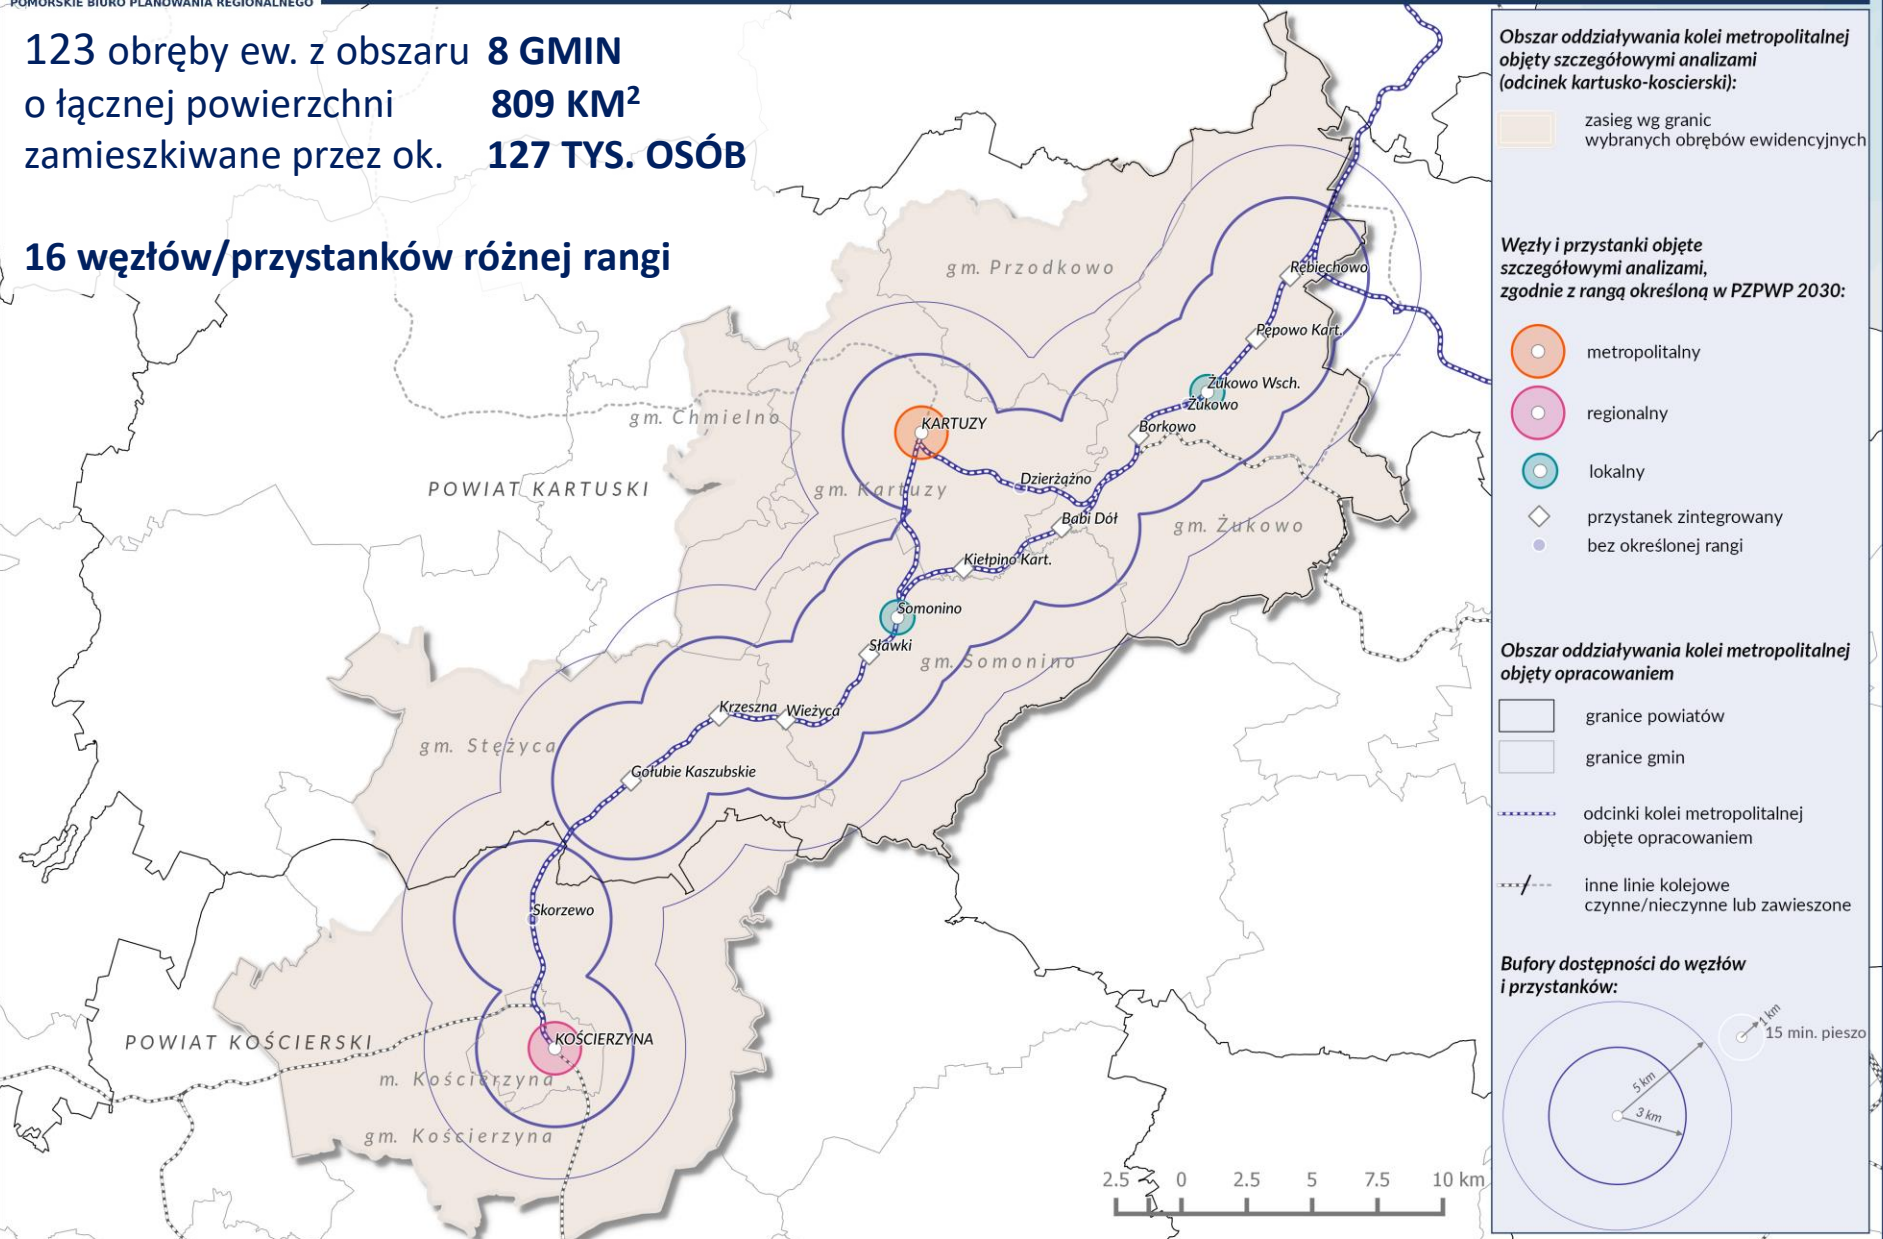 POMORSKIE BIURO PLANOWANIA REGIONALNEGO
123 obręby ew. z obszaru 8 GMIN
o łącznej powierzchni 809 KM²
zamieszkiwane przez ok. 127 TYS. OSÓB
16 węzłów/przystanków różnej rangi
gm. Przodkowo
Rębiechowo
Pępowo Kart.
Żukowo Wsch.
Żukowo
gm. Chmielno
KARTUZY
Borkowo
POWIAT KARTUSKI
gm. Kartuzy
Dzierżążno
Babi Dół
gm. Żukowo
Kiełpino Kart.
Somonino
Sławki
gm. Somonino
Krzeszna
Wieżyca
gm. Stężyca
Gołubie Kaszubskie
Skorzewo
POWIAT KOŚCIERSKI
KOŚCIERZYNA
m. Kościerzyna
gm. Kościerzyna
2.5 0 2.5 5 7.5 10 km
Obszar oddziaływania kolei metropolitalnej
objęty szczegółowymi analizami
(odcinek kartusko-koscierski):
zasieg wg granic
wybranych obrębów ewidencyjnych
Węzły i przystanki objęte
szczegółowymi analizami,
zgodnie z rangą określoną w PZPWP 2030:
metropolitalny
regionalny
lokalny
przystanek zintegrowany
bez określonej rangi
Obszar oddziaływania kolei metropolitalnej
objęty opracowaniem
granice powiatów
granice gmin
odcinki kolei metropolitalnej
objęte opracowaniem
inne linie kolejowe
czynne/nieczynne lub zawieszone
Bufory dostępności do węzłów
i przystanków:
1 km
15 min. pieszo
5 km
3 km